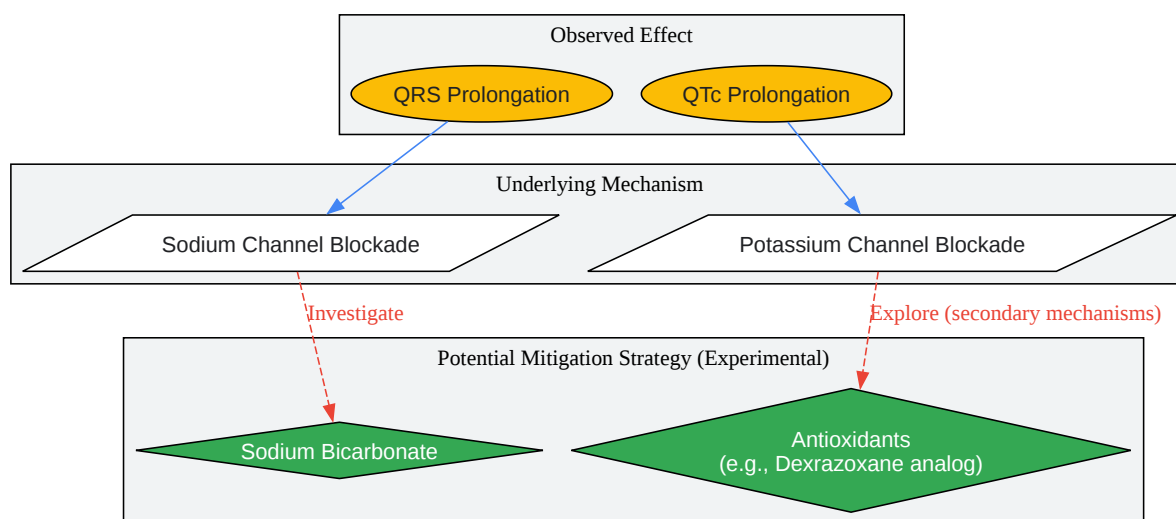 Observed Effect
QRS Prolongation
QTc Prolongation
Underlying Mechanism
Sodium Channel Blockade
Potassium Channel Blockade
Investigate
Explore (secondary mechanisms)
Potential Mitigation Strategy (Experimental)
Sodium Bicarbonate
Antioxidants
(e.g., Dexrazoxane analog)